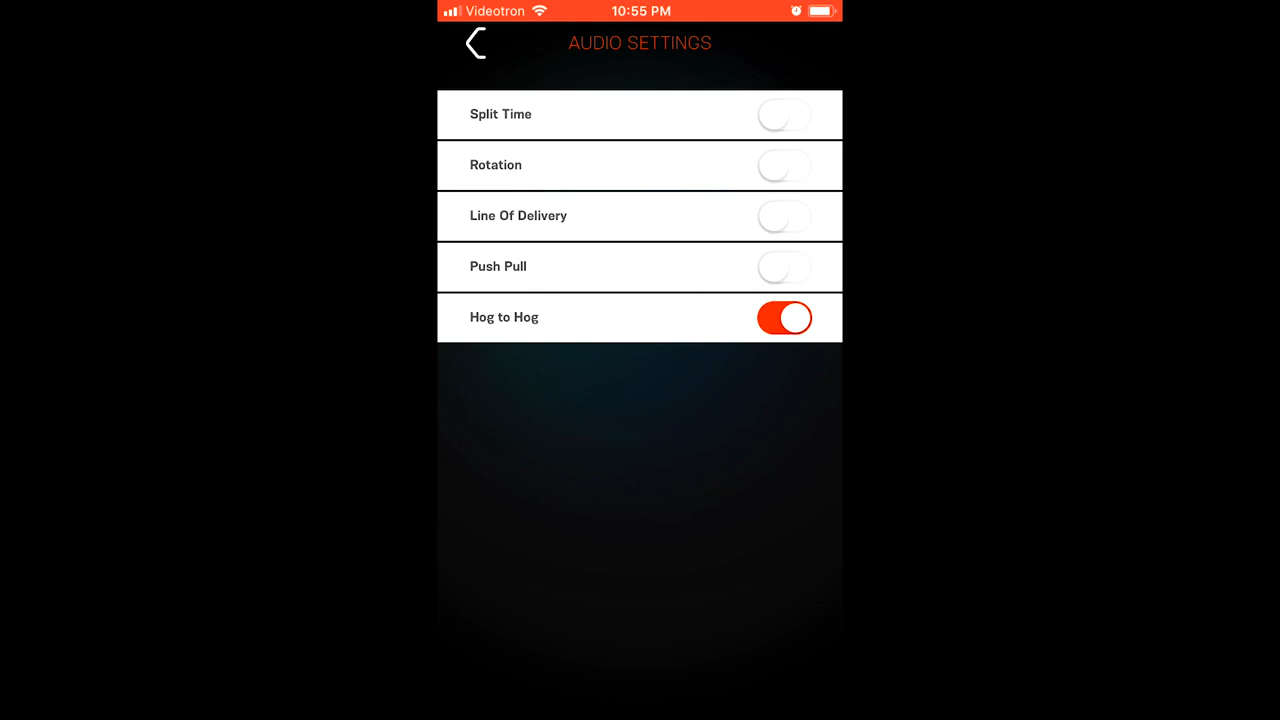 Videotron 10:55 PM
AUDIO SETTINGS
Split Time
Rotation
Line Of Delivery
Push Pull
Hog to Hog